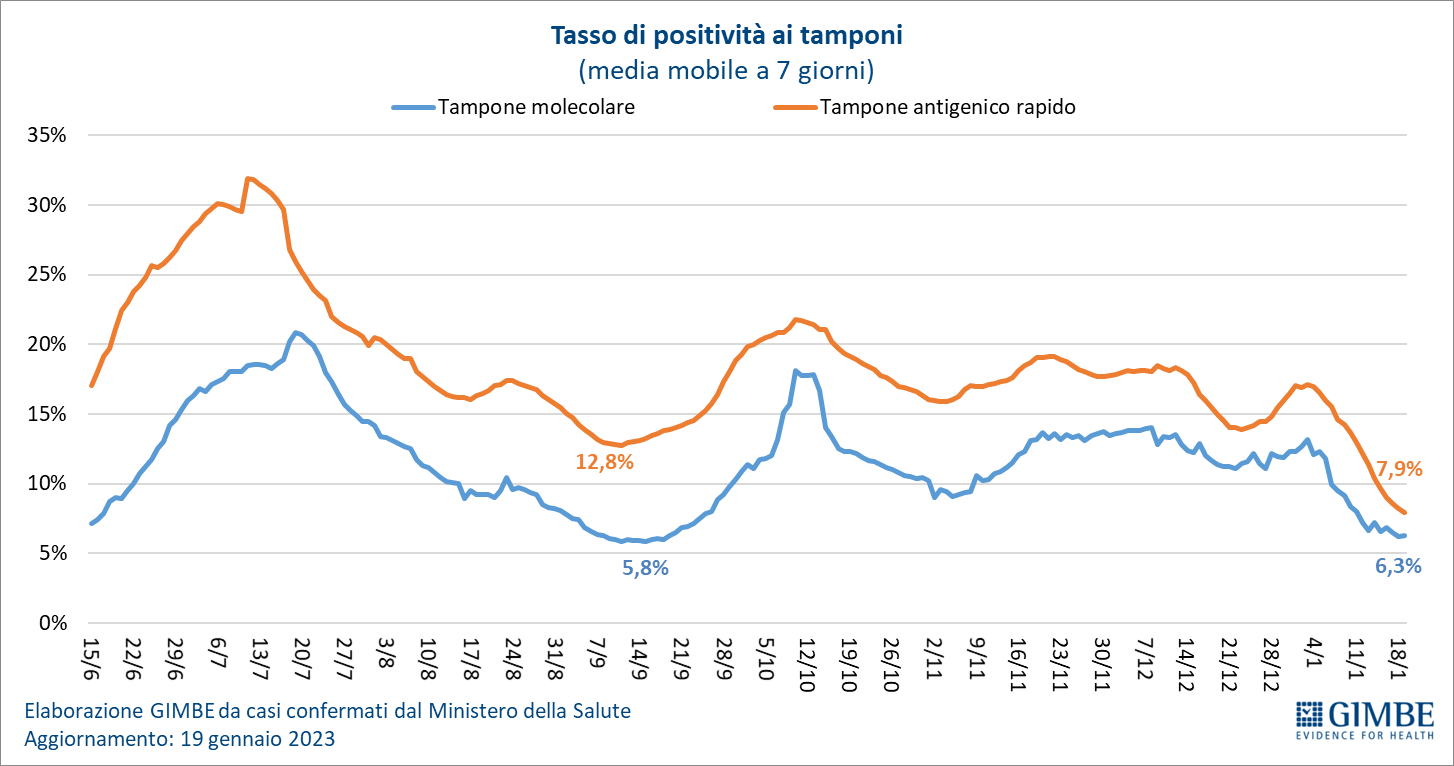 Tasso di positività ai tamponi
(media mobile a 7 giorni)
Tampone molecolare Tampone antigenico rapido
35%
30%
25%
20%
15%
10%
5%
0%
12,8%
5,8%
7,9%
6,3%
15/6 22/6 29/6 6/7 13/7 20/7 27/7 3/8 10/8 17/8 24/8 31/8 7/9 14/9 21/9 28/9 5/10 12/10 19/10 26/10 2/11 9/11 16/11 23/11 30/11 7/12 14/12 21/12 28/12 4/1 11/1 18/1
Elaborazione GIMBE da casi confermati dal Ministero della Salute
Aggiornamento: 19 gennaio 2023
GIMBE
EVIDENCE FOR HEALTH